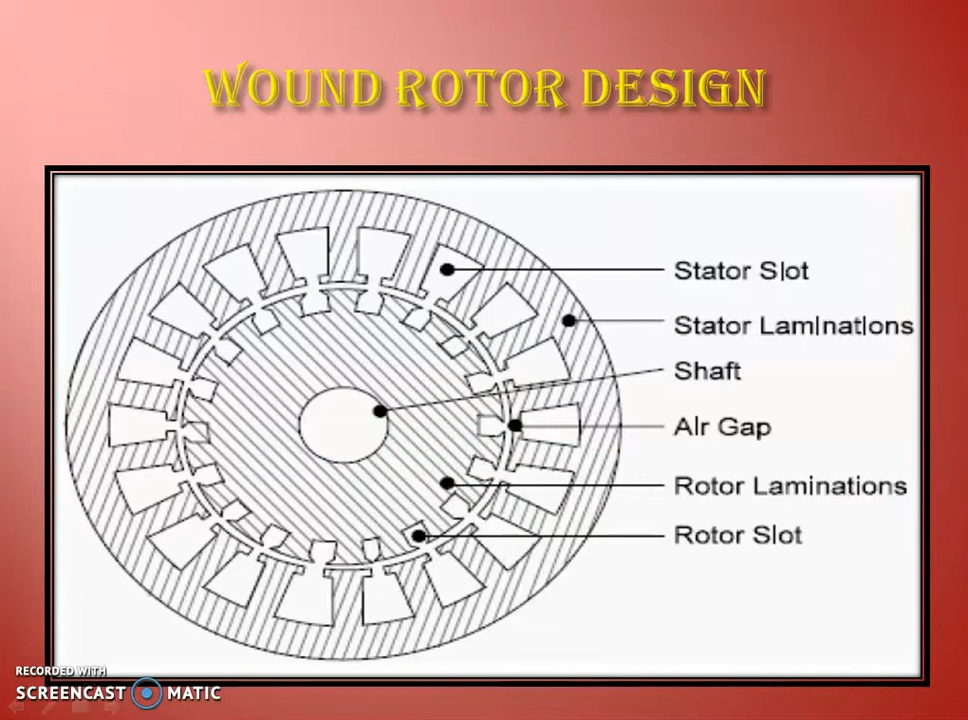 WOUND ROTOR DESIGN
Stator Slot
Stator Laminations
Shaft
Air Gap
Rotor Laminations
Rotor Slot
RECORDED WITH
SCREENCAST MATIC